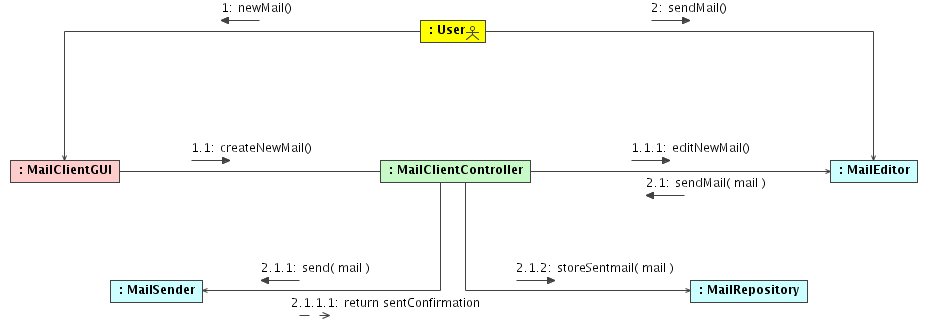 1: newMail()
2: sendMail()
: User
1.1: createNewMail()
1.1.1: editNewMail()
: MailClientGUI
: MailClientController
: MailEditor
2.1: sendMail( mail )
2.1.1: send( mail )
2.1.2: storeSentmail( mail )
: MailSender
: MailRepository
2.1.1.1: return sentConfirmation